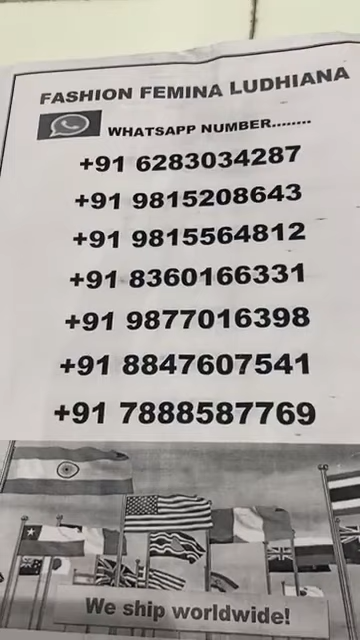 FASHION FEMINA LUDHIANA
WHATSAPP NUMBER........
+91 6283034287
+91 9815208643
+91 9815564812
+91 8360166331
+91 9877016398
+91 8847607541
+91 7888587769
We ship worldwide!